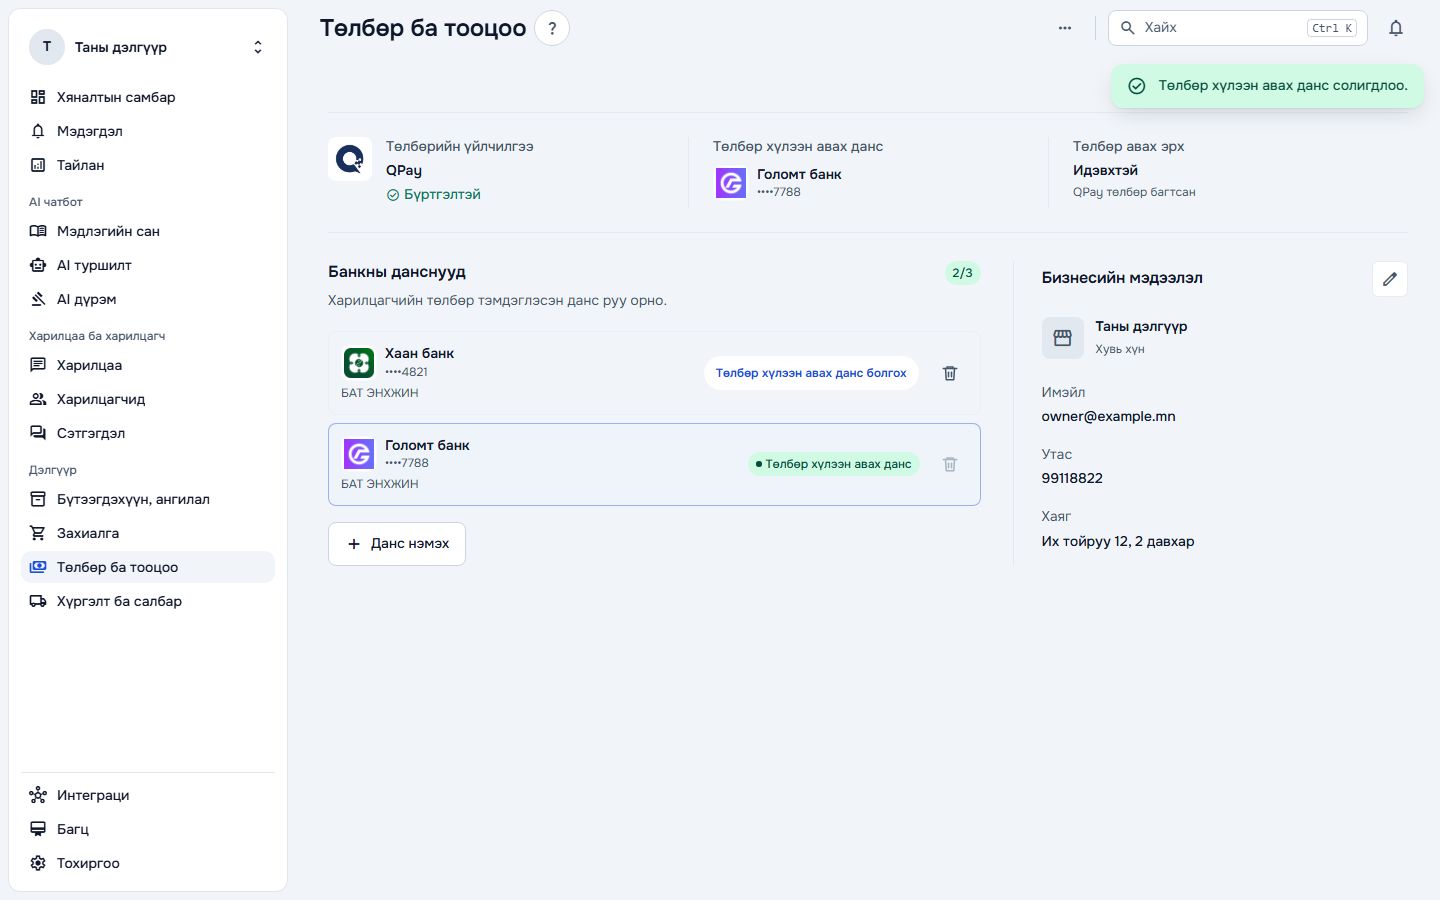 Т
Таны дэлгүүр
Хяналтын самбар
Мэдэгдэл
Тайлан
AI чатбот
Мэдлэгийн сан
AI туршилт
AI дүрэм
Харилцаа ба харилцагч
Харилцаа
Харилцагчид
Сэтгэгдэл
Дэлгүүр
Бүтээгдэхүүн, ангилал
Захиалга
Төлбөр ба тооцоо
Хүргэлт ба салбар
Интеграци
Багц
Тохиргоо
Төлбөр ба тооцоо
?
Хайх
Ctrl K
Төлбөр хүлээн авах данс солигдлоо.
Төлбөрийн үйлчилгээ
QPay
Бүртгэлтэй
Төлбөр хүлээн авах данс
Голомт банк
••••7788
Төлбөр авах эрх
Идэвхтэй
QPay төлбөр багтсан
Банкны данснууд
2/3
Харилцагчийн төлбөр тэмдэглэсэн данс руу орно.
Хаан банк
••••4821
БАТ ЭНХЖИН
Төлбөр хүлээн авах данс болгох
Голомт банк
••••7788
БАТ ЭНХЖИН
Төлбөр хүлээн авах данс
Данс нэмэх
Бизнесийн мэдээлэл
Таны дэлгүүр
Хувь хүн
Имэйл
owner@example.mn
Утас
99118822
Хаяг
Их тойруу 12, 2 давхар